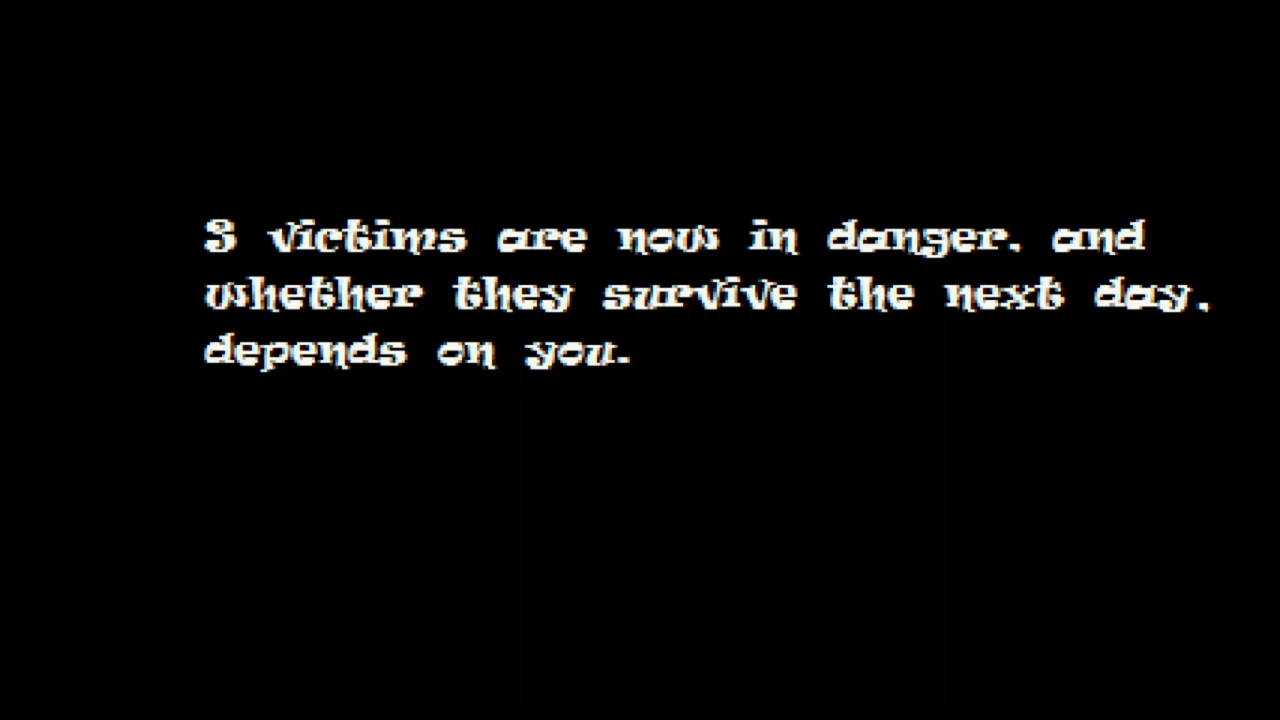 3 victims are now in danger, and
whether they survive the next day,
depends on you.